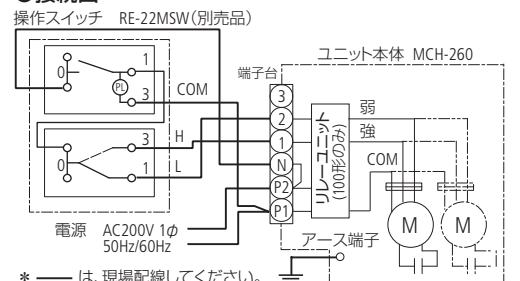 ●接続図
操作スイッチ RE-22MSW(別売品)
ユニット本体 MCH-260
端子台
0
1
PL
3
COM
0
3
H
1
L
3
2
1
N
P2
P1
リレーユニット
(100形のみ)
弱
強
COM
M
M
電源 AC200V 1φ
50Hz/60Hz
アース端子
* ── は、現場配線してください。